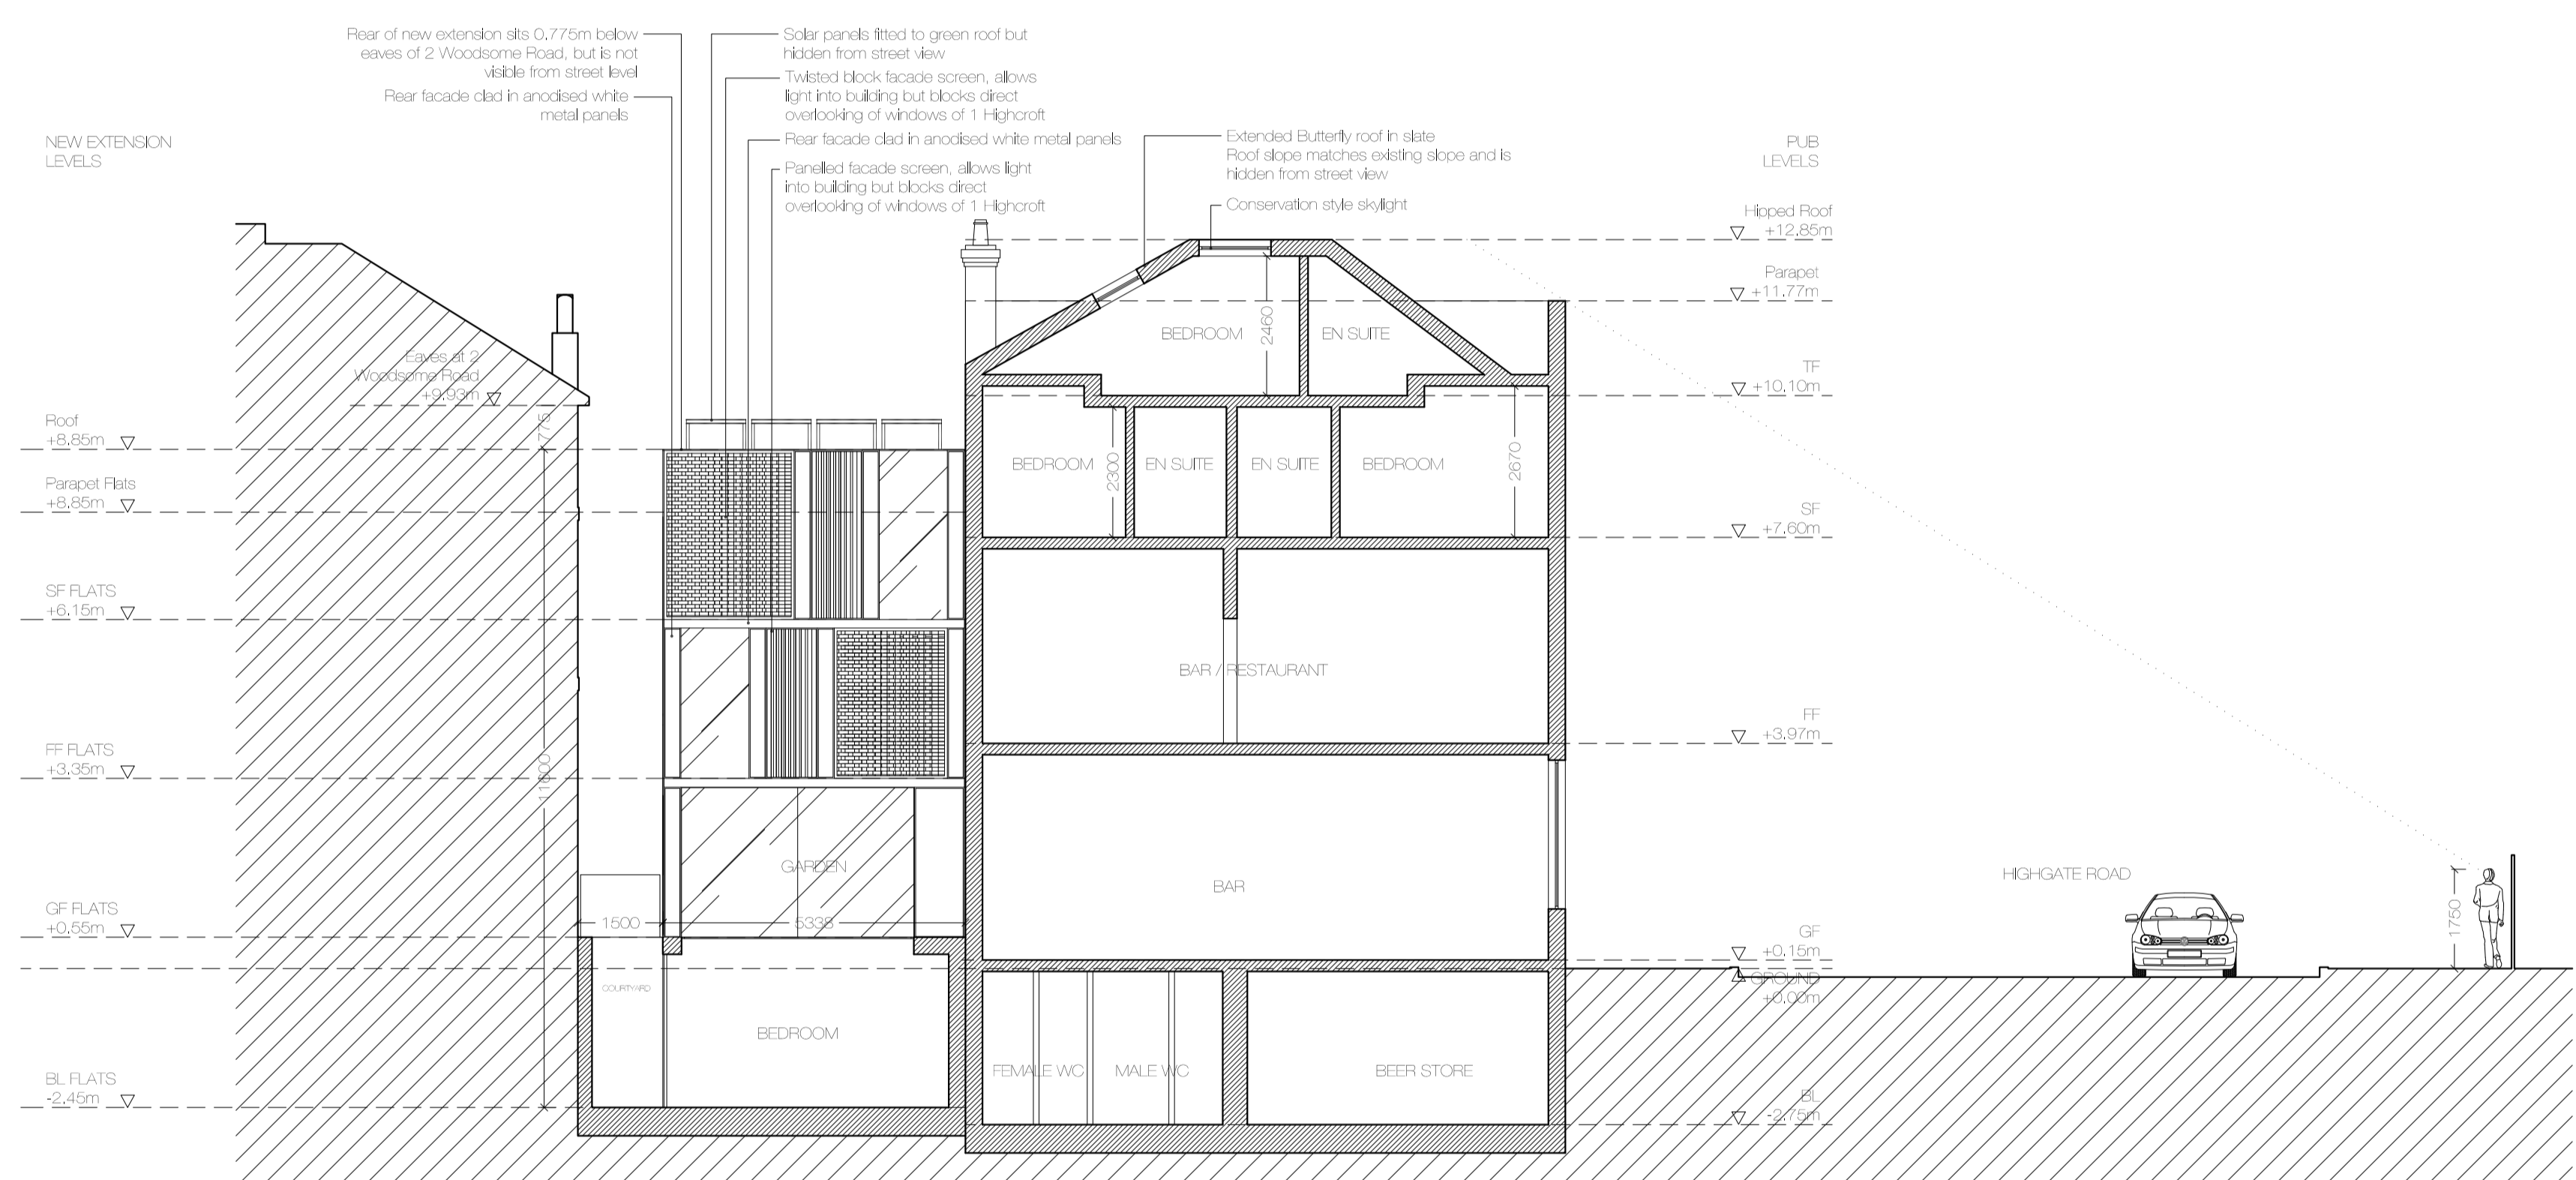 Rear of new extension sits 0.775m below
eaves of 2 Woodsome Road, but is not
visible from street level
Rear facade clad in anodised white
metal panels
Solar panels fitted to green roof but
hidden from street view
Twisted block facade screen, allows
light into building but blocks direct
overlooking of windows of 1 Highcroft
Rear facade clad in anodised white metal panels
Panelled facade screen, allows light
into building but blocks direct
overlooking of windows of 1 Highcroft
Extended Butterfly roof in slate
Roof slope matches existing slope and is
hidden from street view
Conservation style skylight
NEW EXTENSION
LEVELS
PUB
LEVELS
Hipped Roof
+12.85m
Parapet
+11.77m
TF
+10.10m
SF
+7.60m
FF
+3.97m
GF
+0.15m
GROUND
+0.00m
BL
-2.75m
Eaves at 2
Woodsome Road
+9.93m
Roof
+8.85m
Parapet Flats
+8.85m
SF FLATS
+6.15m
FF FLATS
+3.35m
GF FLATS
+0.55m
BL FLATS
-2.45m
775
11600
1500
5338
GARDEN
COURTYARD
BEDROOM
BEDROOM
2460
EN SUITE
BEDROOM
2300
EN SUITE
EN SUITE
BEDROOM
2670
BAR / RESTAURANT
BAR
FEMALE WC
MALE WC
BEER STORE
HIGHGATE ROAD
1750